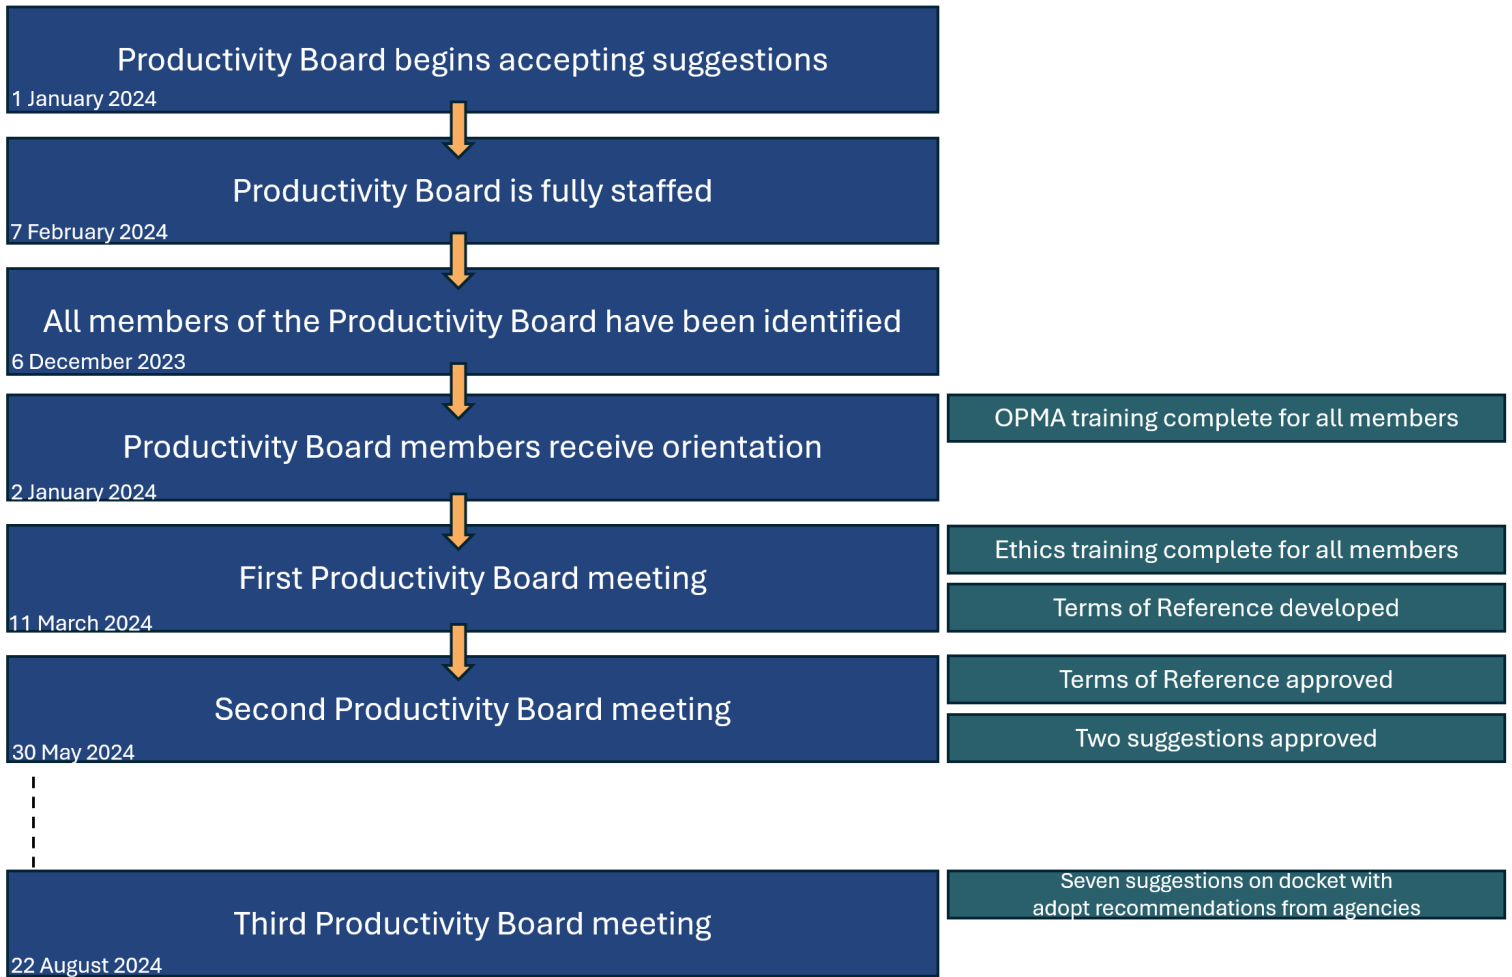 Productivity Board begins accepting suggestions
1 January 2024
Productivity Board is fully staffed
7 February 2024
All members of the Productivity Board have been identified
6 December 2023
Productivity Board members receive orientation
2 January 2024
OPMA training complete for all members
First Productivity Board meeting
11 March 2024
Ethics training complete for all members
Terms of Reference developed
Second Productivity Board meeting
30 May 2024
Terms of Reference approved
Two suggestions approved
Third Productivity Board meeting
22 August 2024
Seven suggestions on docket with
adopt recommendations from agencies